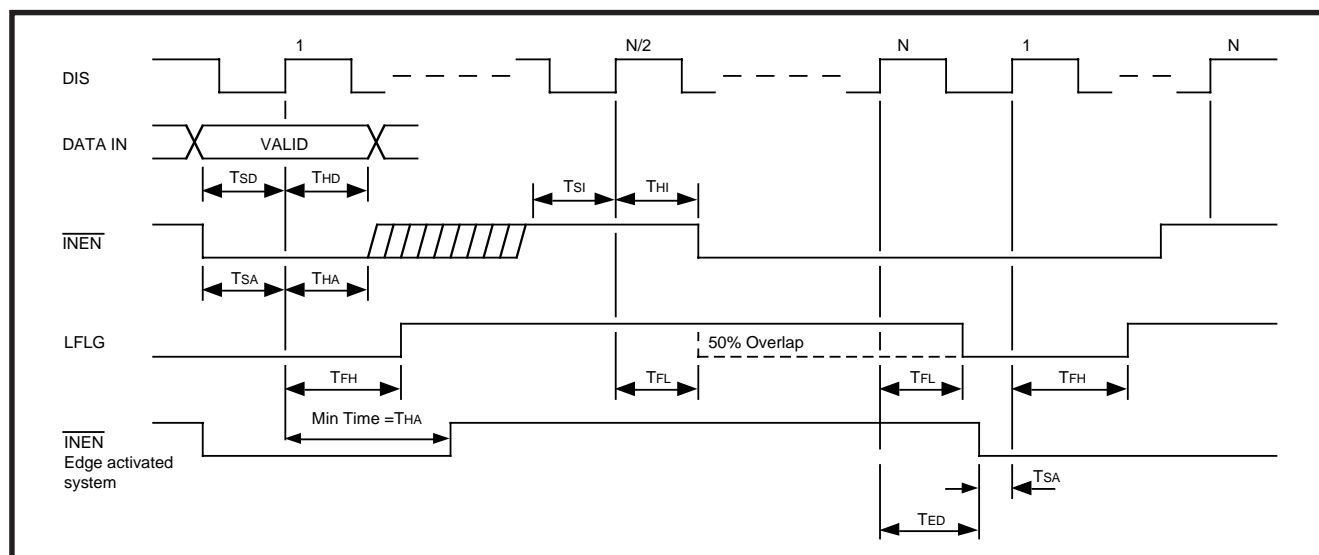 1 N/2 N 1 N
DIS
DATA IN VALID
TSD THD TSI THI
INEN
TSA THA
LFLG 50% Overlap
TFH TFL TFL TFH
Min Time =THA
INEN
Edge activated
system
TSA
TED